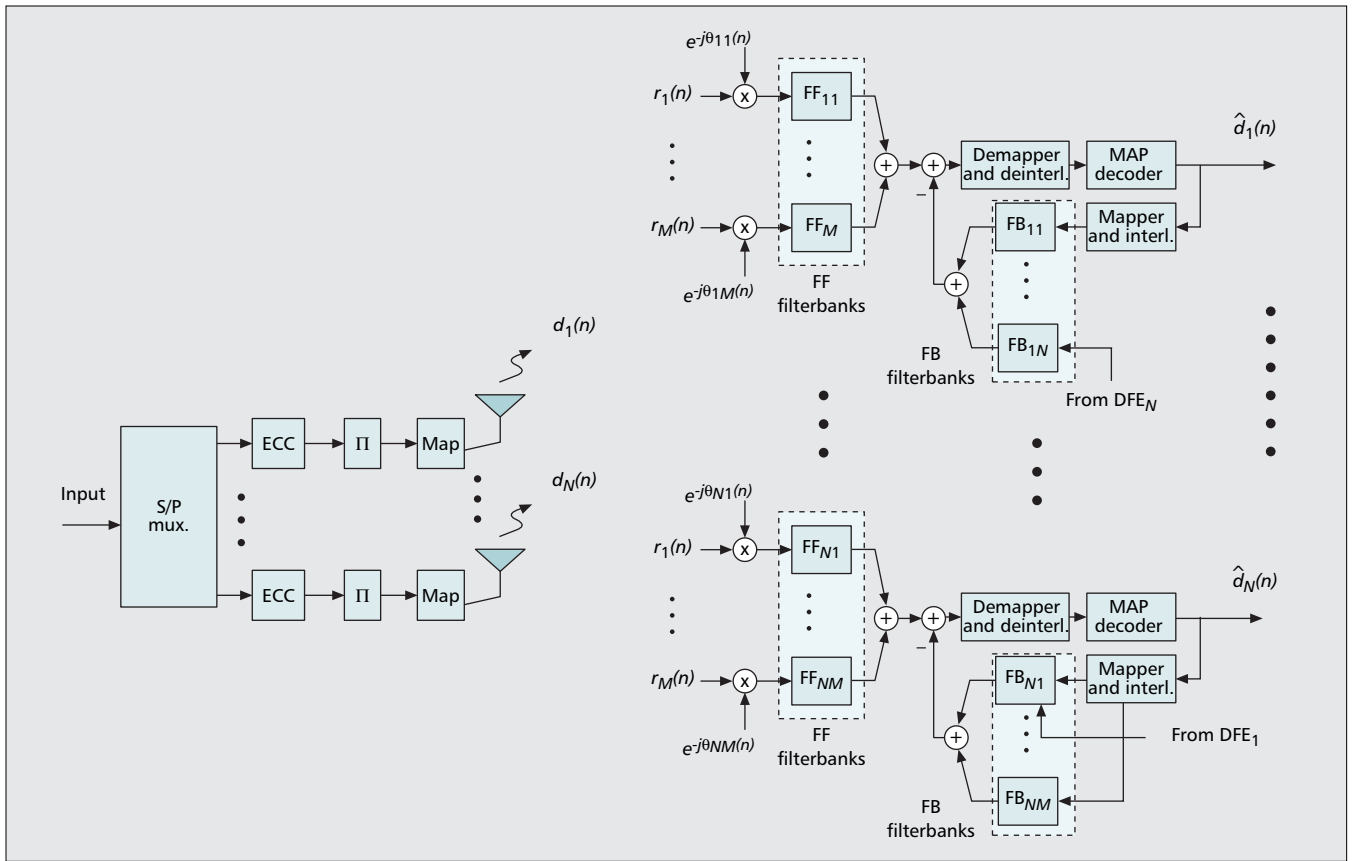 Input
S/P
mux.
ECC
Π
Map
d1(n)
ECC
Π
Map
dN(n)
e-jθ11(n)
r1(n)
x
FF11
rM(n)
x
FFM
e-jθ1M(n)
FF
filterbanks
+
+
–
Demapper
and deinterl.
MAP
decoder
d̂1(n)
Mapper
and interl.
FB11
+
FB1N
FB
filterbanks
From DFEN
e-jθN1(n)
r1(n)
x
FFN1
rM(n)
x
FFNM
e-jθNM(n)
FF
filterbanks
+
+
–
Demapper
and deinterl.
MAP
decoder
d̂N(n)
Mapper
and interl.
FBN1
+
From DFE1
FBNM
FB
filterbanks